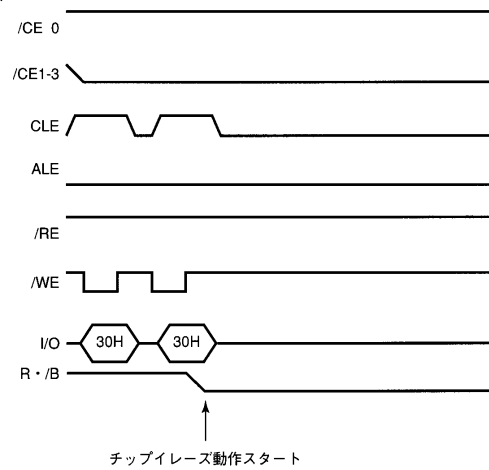 /CE 0
/CE1-3
CLE
ALE
/RE
/WE
I/O 30H 30H
R・/B
チップイレーズ動作スタート